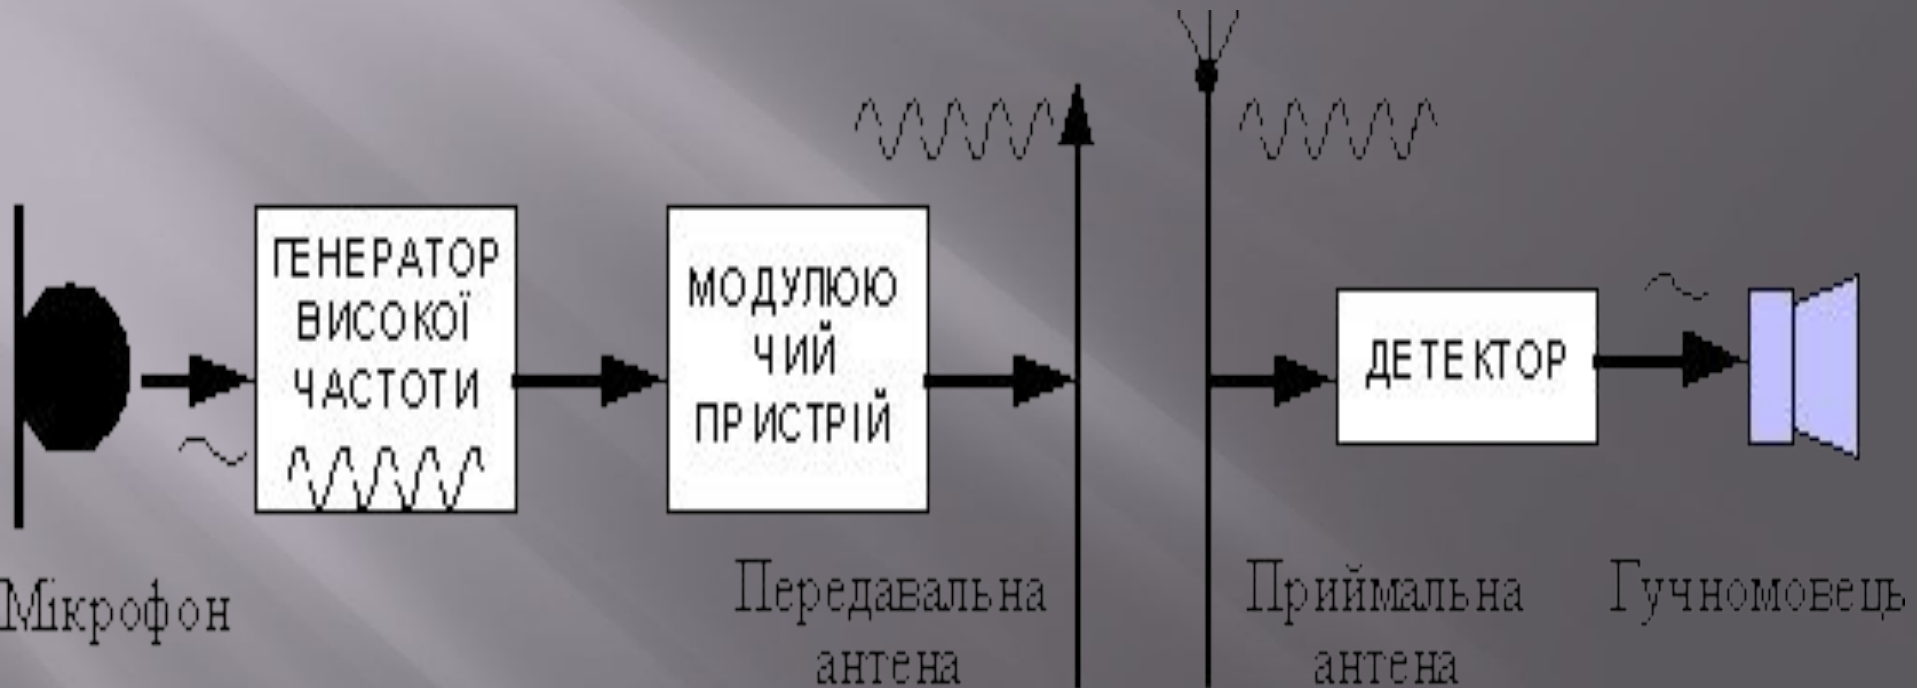 ГЕНЕРАТОР
ВИСОКОЇ
ЧАСТОТИ
МОДУЛЮЮ
ЧИЙ
ПРИСТРІЙ
ДЕТЕКТОР
Мікрофон
Передавальна
антена
Приймальна
антена
Гучномовець